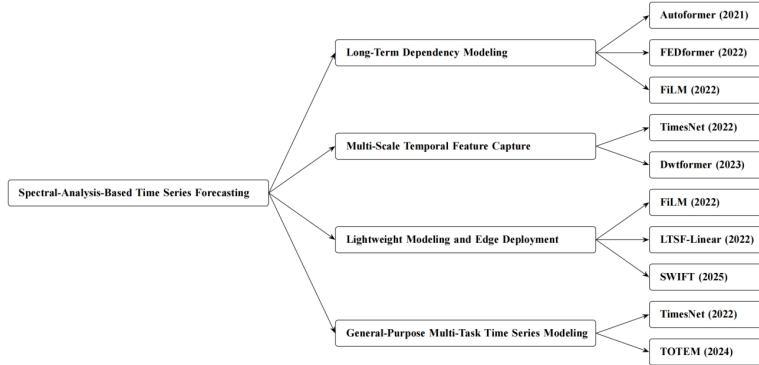 Spectral-Analysis-Based Time Series Forecasting
Long-Term Dependency Modeling
Autoformer (2021)
FEDformer (2022)
FiLM (2022)
Multi-Scale Temporal Feature Capture
TimesNet (2022)
Dwtformer (2023)
Lightweight Modeling and Edge Deployment
FiLM (2022)
LTSF-Linear (2022)
SWIFT (2025)
General-Purpose Multi-Task Time Series Modeling
TimesNet (2022)
TOTEM (2024)